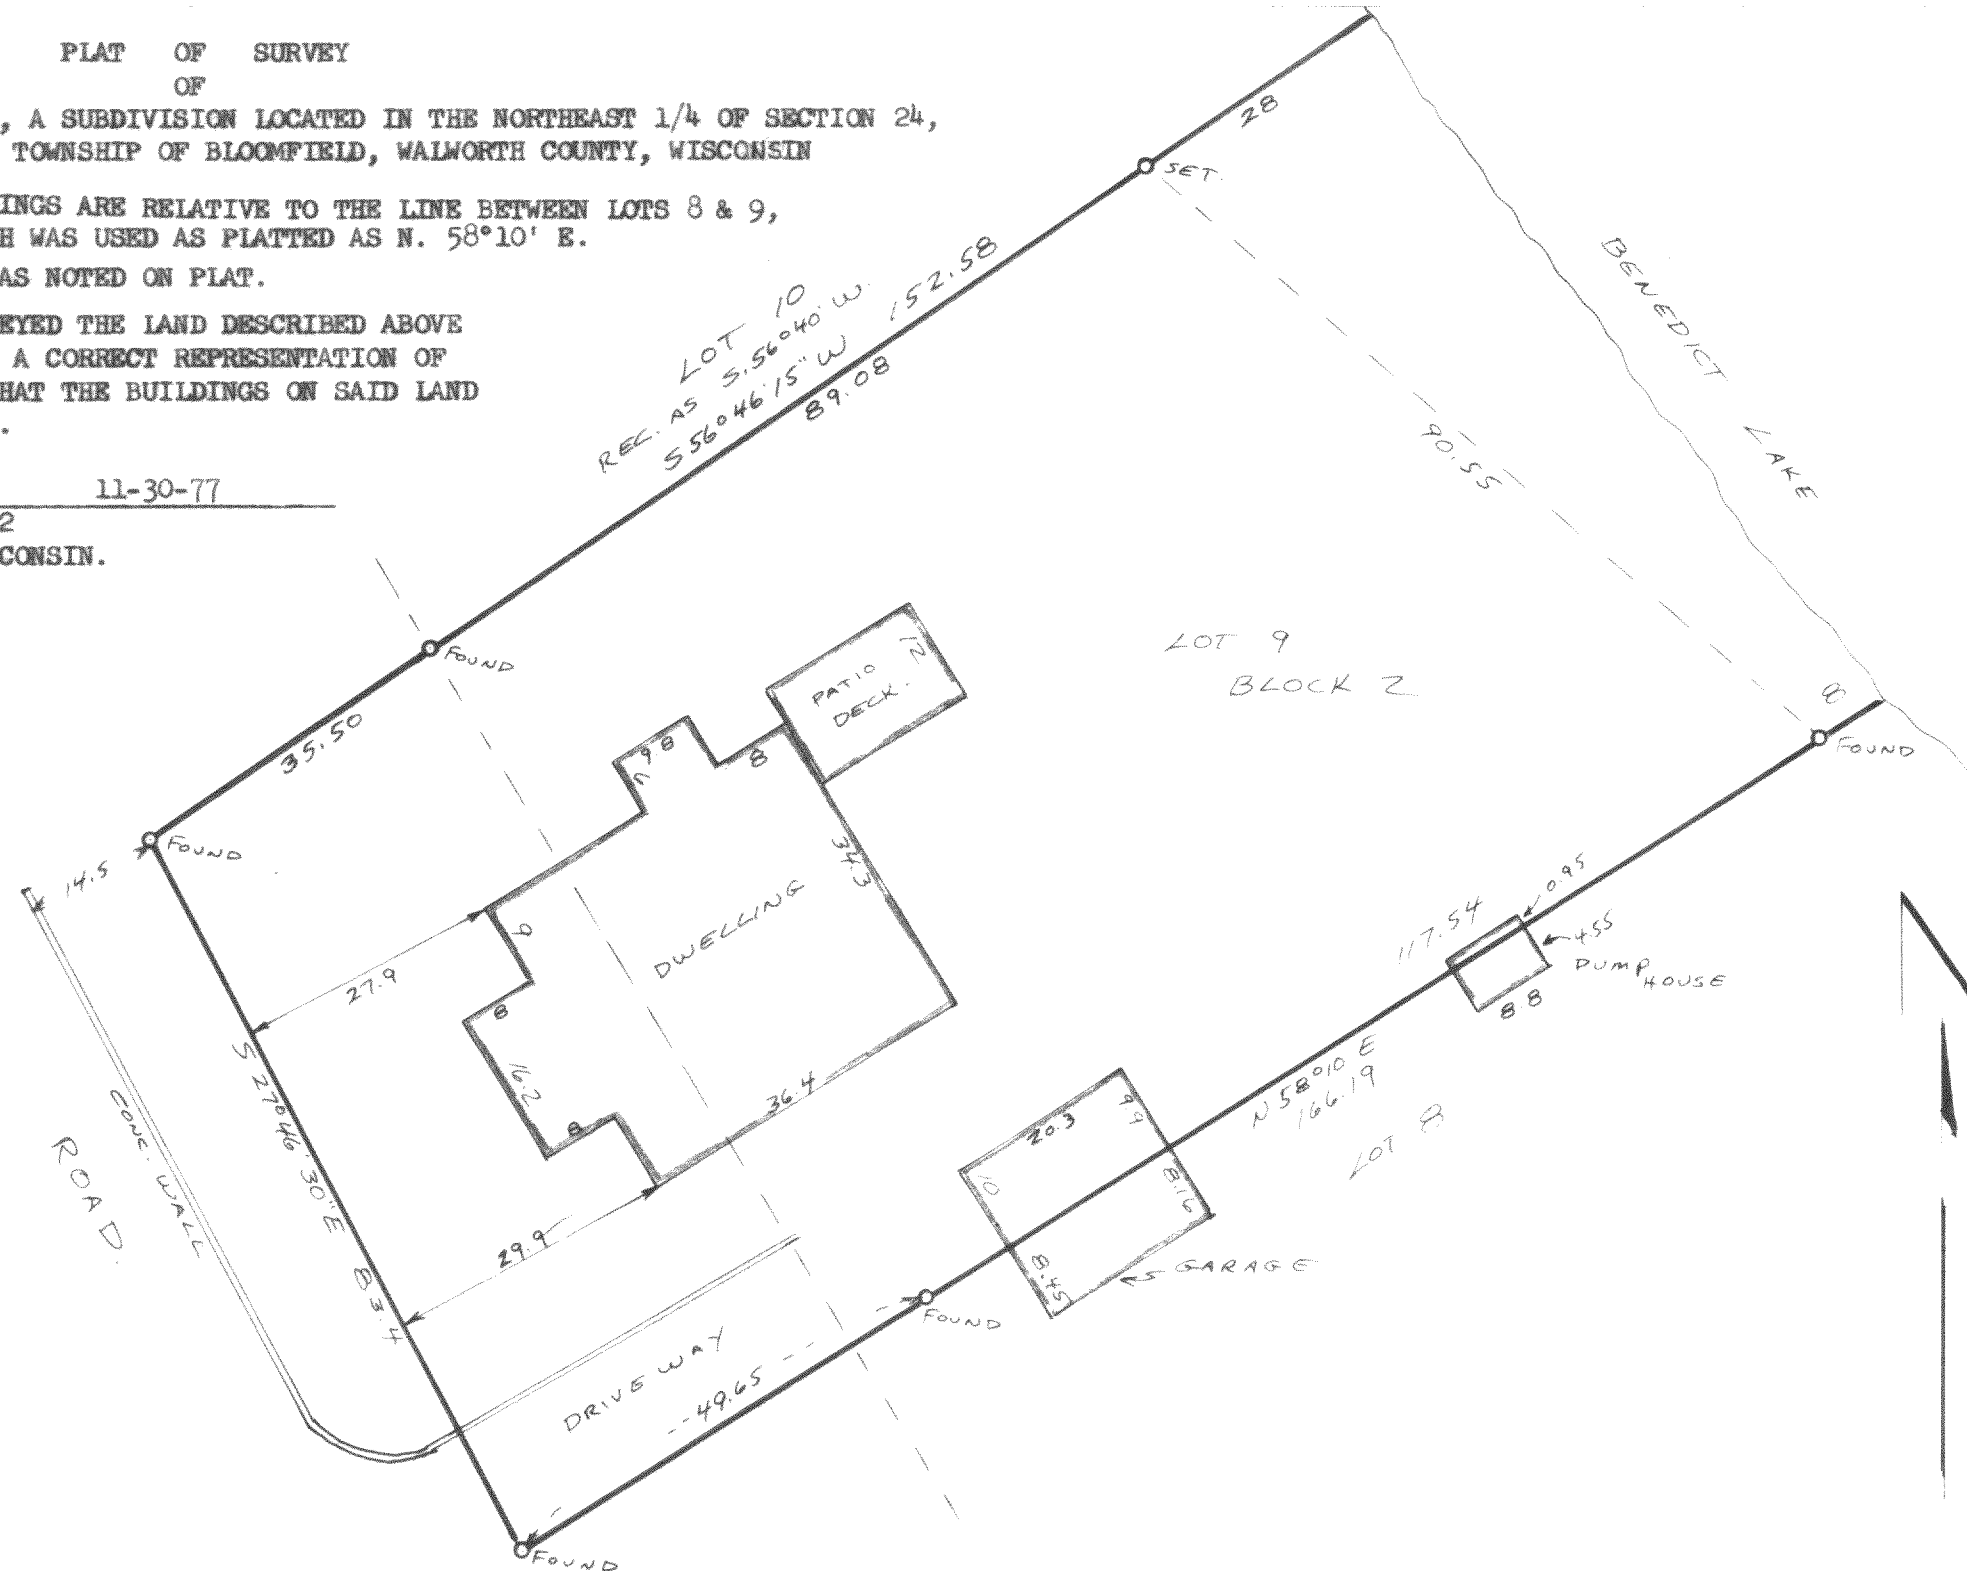 PLAT OF SURVEY
OF
, A SUBDIVISION LOCATED IN THE NORTHEAST 1/4 OF SECTION 24,
TOWNSHIP OF BLOOMFIELD, WALWORTH COUNTY, WISCONSIN
INGS ARE RELATIVE TO THE LINE BETWEEN LOTS 8 & 9,
H WAS USED AS PLATTED AS N. 58°10' E.
AS NOTED ON PLAT.
EYED THE LAND DESCRIBED ABOVE
A CORRECT REPRESENTATION OF
HAT THE BUILDINGS ON SAID LAND
.
11-30-77
2
CONSIN.
28
SET.
BENEDICT LAKE
LOT 10
REC. AS S.56°40' W.
S 56°46'15" W 152.58
89.08
90.55
FOUND
35.50
FOUND
14.5
PATIO
DECK.
12
9.8
8
LOT 9
BLOCK 2
8
FOUND
34.3
DWELLING
9
27.9
8
16.2
8
36.4
29.9
S 27°46'30" E 83.4
CONC. WALL
ROAD.
117.54
0.95
4.55
PUMP
HOUSE
8.8
N 58°10 E
166.19
LOT 8
20.3
9.9
10
8.16
8.45
GARAGE
FOUND
DRIVEWAY
49.65
FOUND